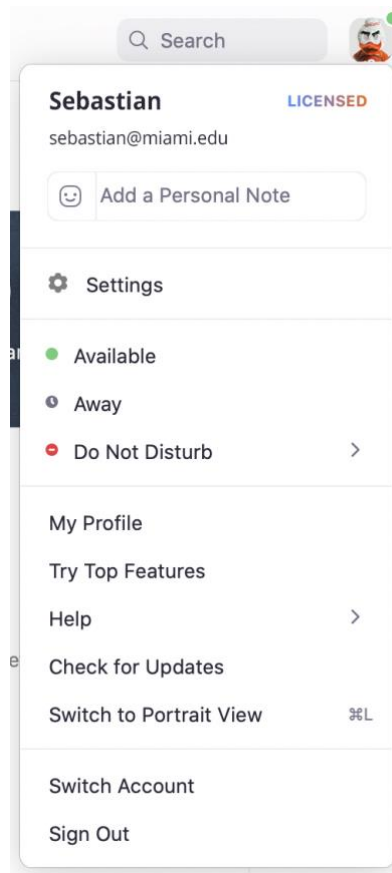 Search
Sebastian LICENSED
sebastian@miami.edu
Add a Personal Note
Settings
Available
Away
Do Not Disturb
My Profile
Try Top Features
Help
Check for Updates
Switch to Portrait View ⌘L
Switch Account
Sign Out